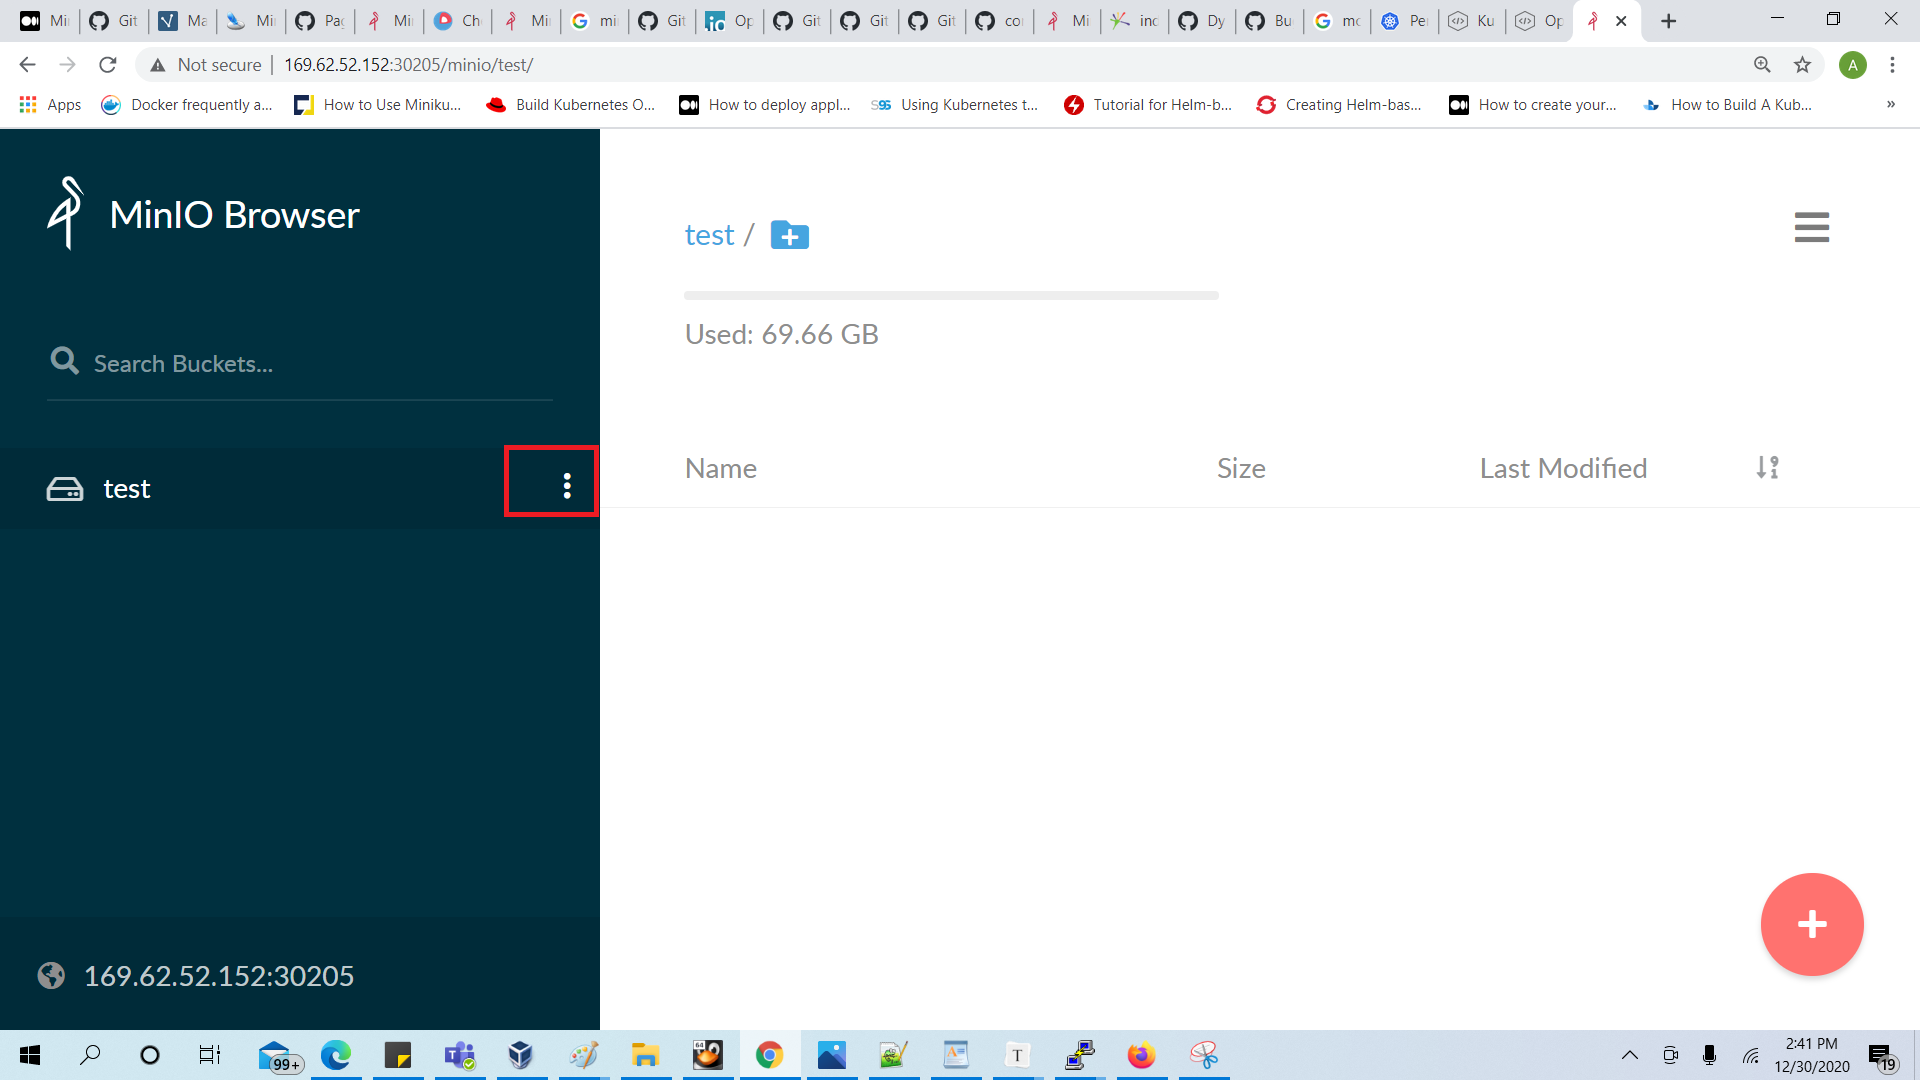 Mi Git Ma Mi Pac Mi Che Mi mi Git Op Git Git Git co Mi inc Dy Bu mo Pe Ku Op
Not secure 169.62.52.152:30205/minio/test/ A
Apps Docker frequently a... How to Use Miniku... Build Kubernetes O... How to deploy appl... Using Kubernetes t... Tutorial for Helm-b... Creating Helm-bas... How to create your... How to Build A Kub... »
MinIO Browser
test /
Used: 69.66 GB
Search Buckets...
Name Size Last Modified
test
169.62.52.152:30205
99+
2:41 PM
12/30/2020
19